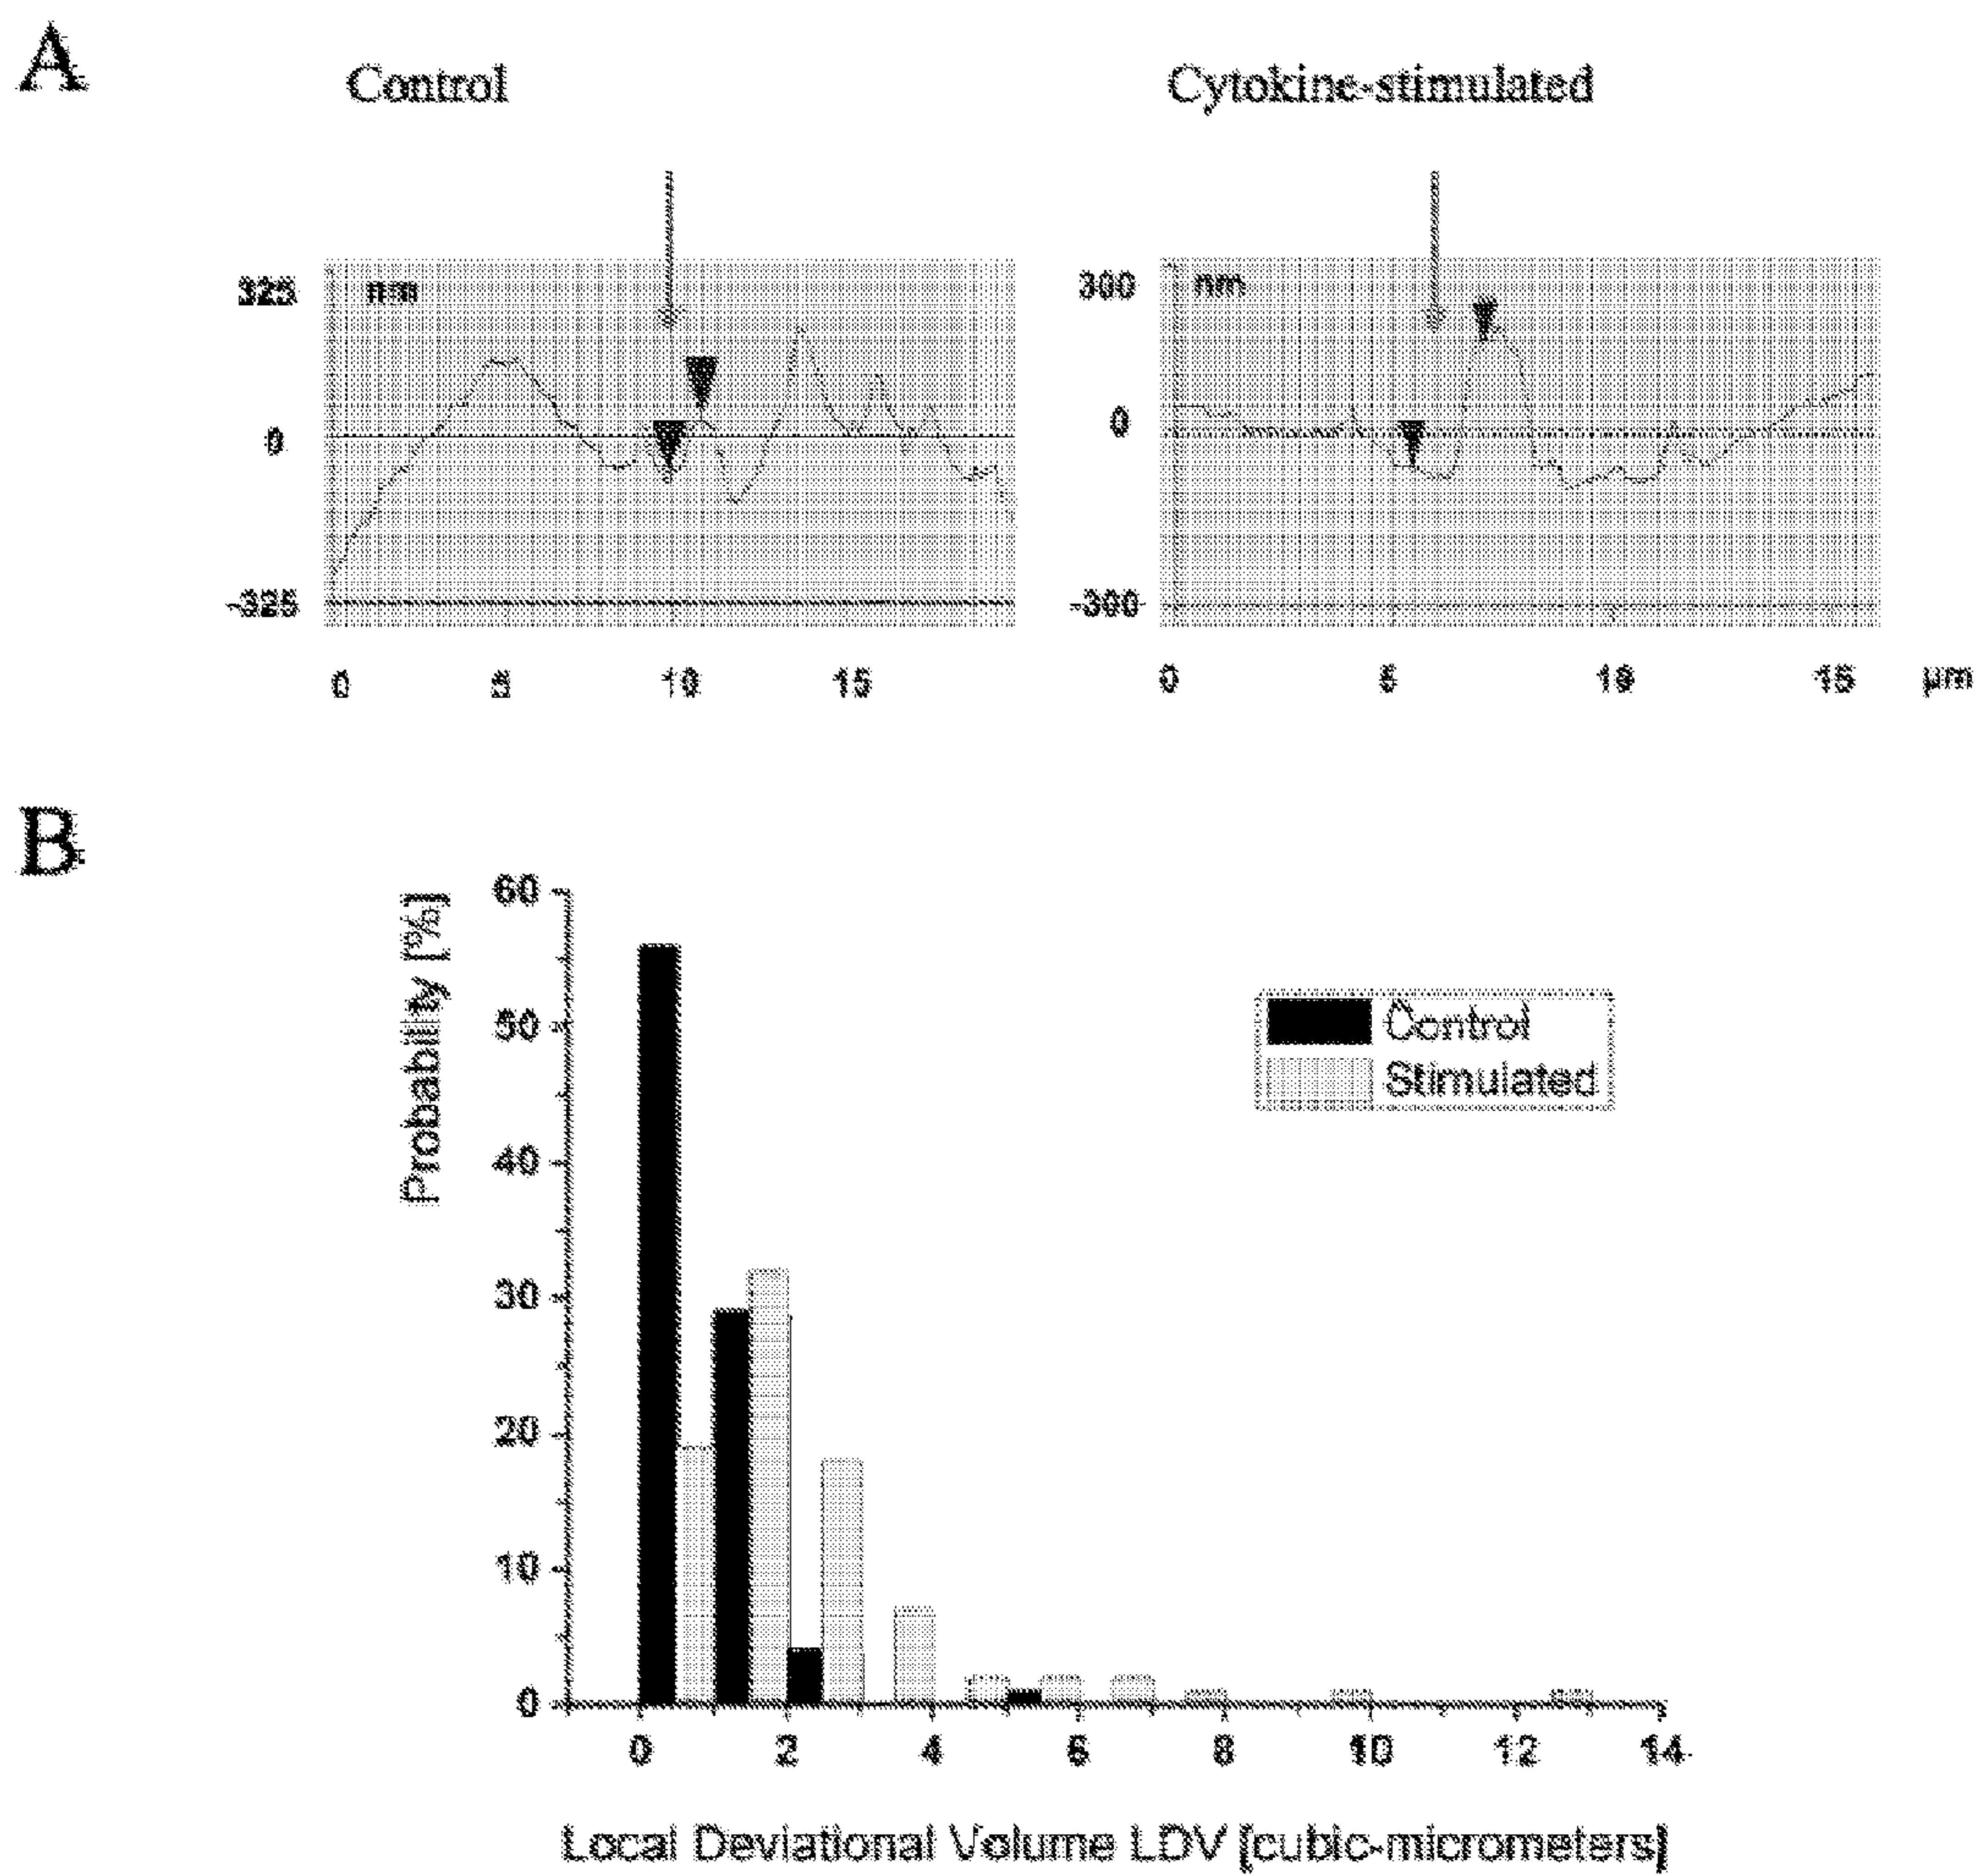 A
Control
Cytokine-stimulated
325
nm
0
-325
0
5
10
15
300
nm
0
-300
0
5
10
15
µm
B
Probability [%]
60
50
40
30
20
10
0
Control
Stimulated
0
2
4
6
8
10
12
14
Local Deviational Volume LDV [cubic-micrometers]